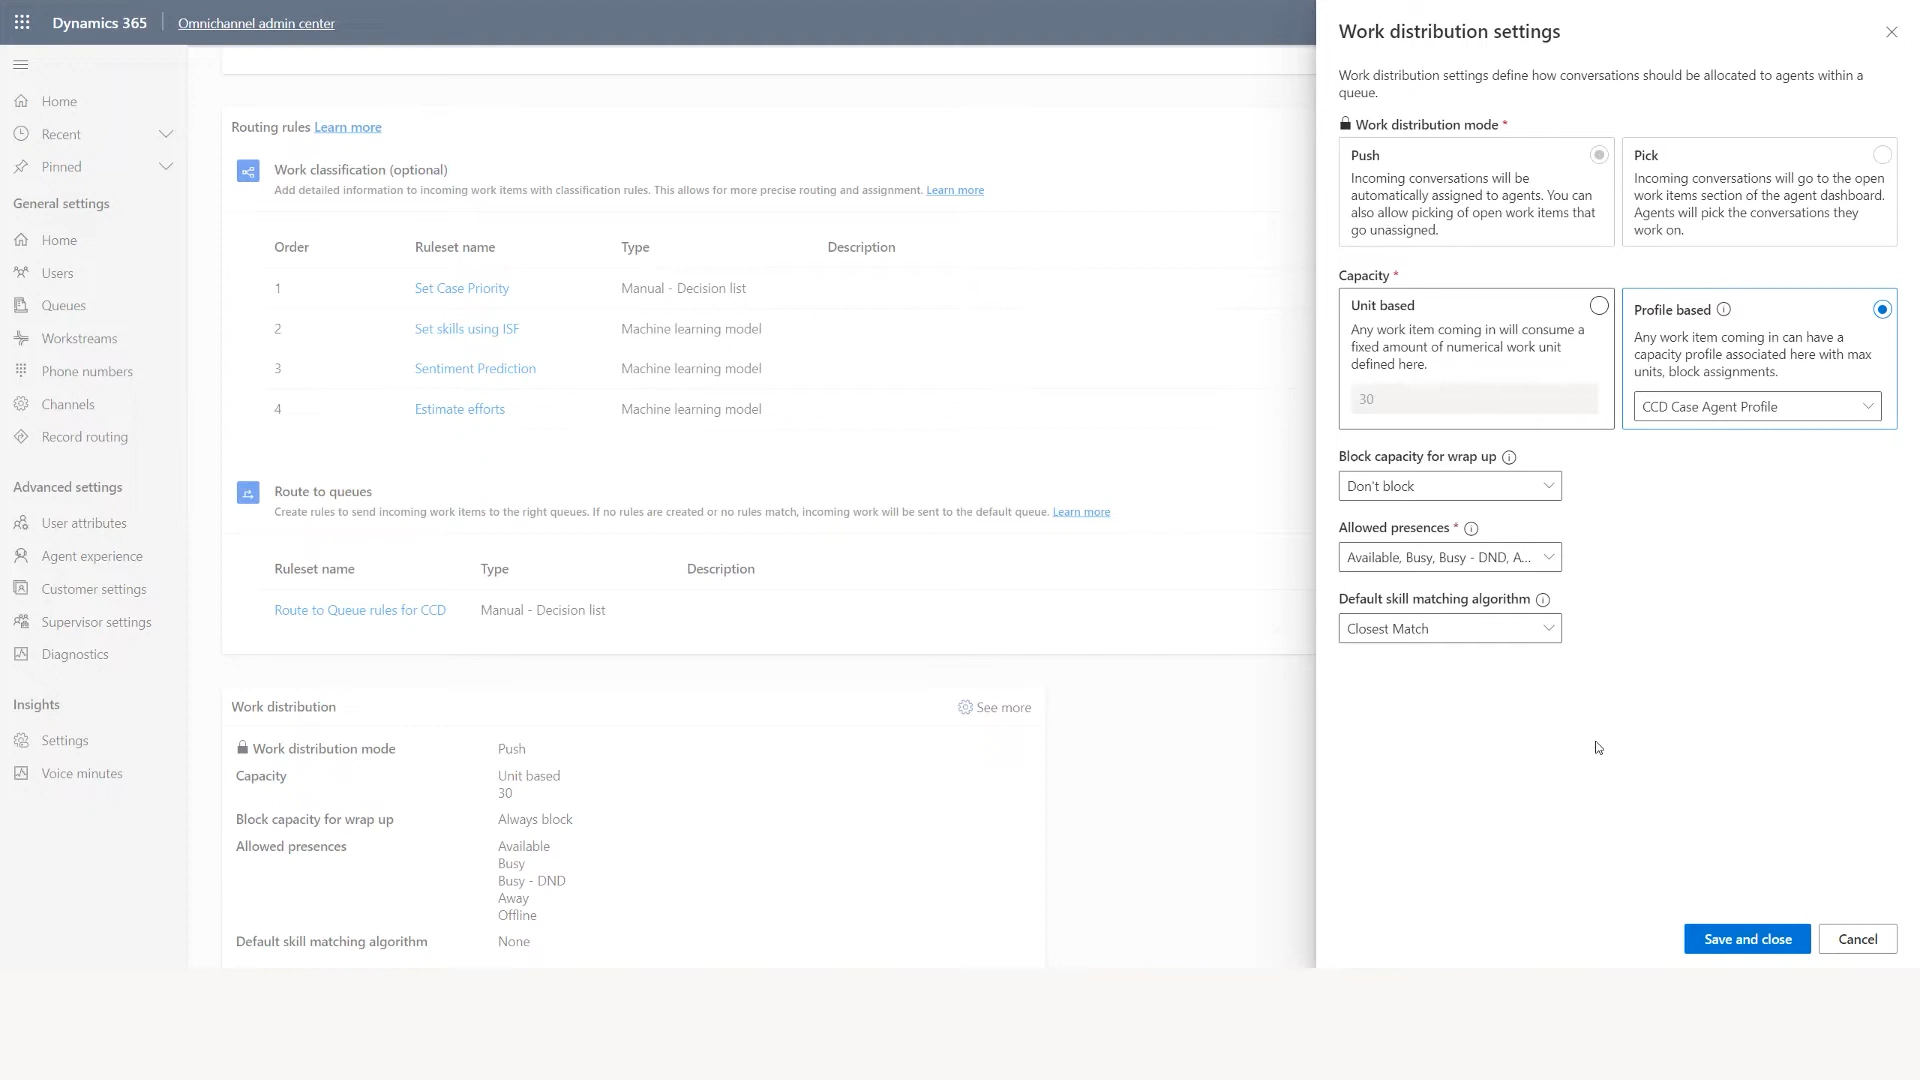 Dynamics 365
Omnichannel admin center
Home
Recent
Pinned
General settings
Home
Users
Queues
Workstreams
Phone numbers
Channels
Record routing
Advanced settings
User attributes
Agent experience
Customer settings
Supervisor settings
Diagnostics
Insights
Settings
Voice minutes
Routing rules Learn more
Work classification (optional)
Add detailed information to incoming work items with classification rules. This allows for more precise routing and assignment. Learn more
Order Ruleset name Type Description
1 Set Case Priority Manual - Decision list
2 Set skills using ISF Machine learning model
3 Sentiment Prediction Machine learning model
4 Estimate efforts Machine learning model
Route to queues
Create rules to send incoming work items to the right queues. If no rules are created or no rules match, incoming work will be sent to the default queue. Learn more
Ruleset name Type Description
Route to Queue rules for CCD Manual - Decision list
Work distribution See more
Work distribution mode Push
Capacity Unit based
30
Block capacity for wrap up Always block
Allowed presences Available
Busy
Busy - DND
Away
Offline
Default skill matching algorithm None
Work distribution settings
Work distribution settings define how conversations should be allocated to agents within a
queue.
Work distribution mode *
Push
Incoming conversations will be
automatically assigned to agents. You can
also allow picking of open work items that
go unassigned.
Pick
Incoming conversations will go to the open
work items section of the agent dashboard.
Agents will pick the conversations they
work on.
Capacity *
Unit based
Any work item coming in will consume a
fixed amount of numerical work unit
defined here.
30
Profile based
Any work item coming in can have a
capacity profile associated here with max
units, block assignments.
CCD Case Agent Profile
Block capacity for wrap up
Don't block
Allowed presences *
Available, Busy, Busy - DND, A...
Default skill matching algorithm
Closest Match
Save and close
Cancel